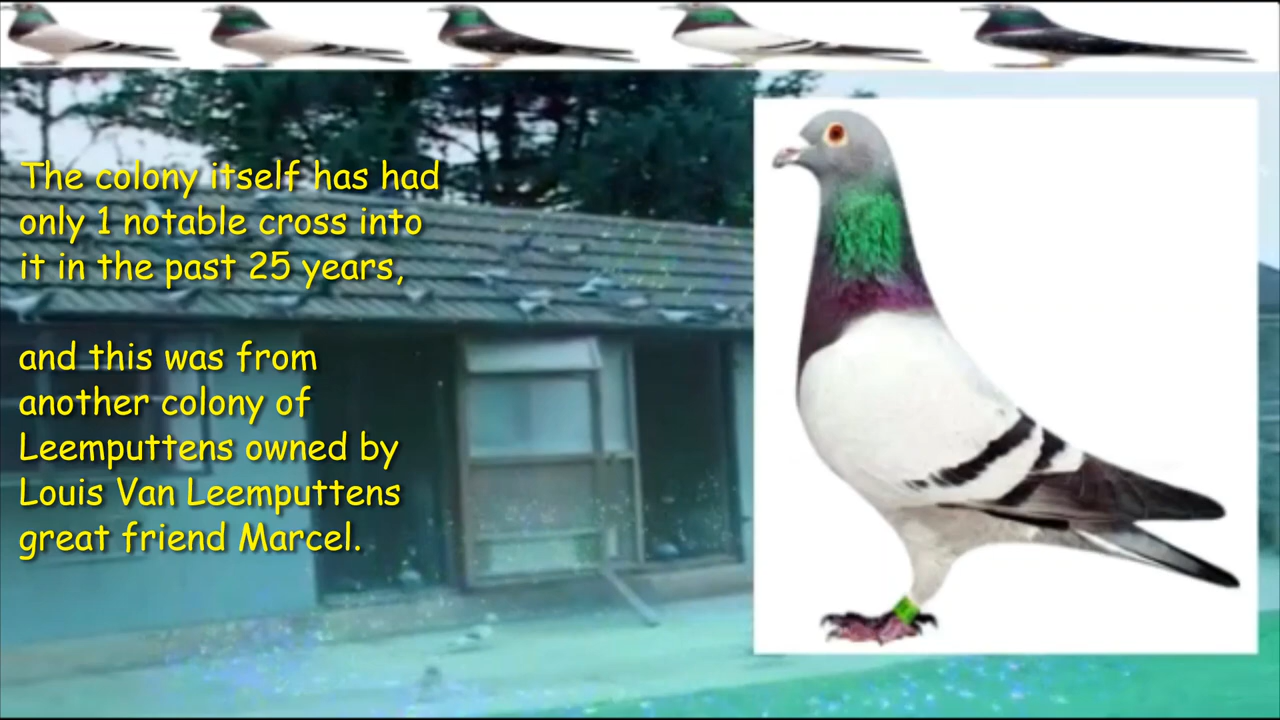 The colony itself has had
only 1 notable cross into
it in the past 25 years,
and this was from
another colony of
Leemputtens owned by
Louis Van Leemputtens
great friend Marcel.